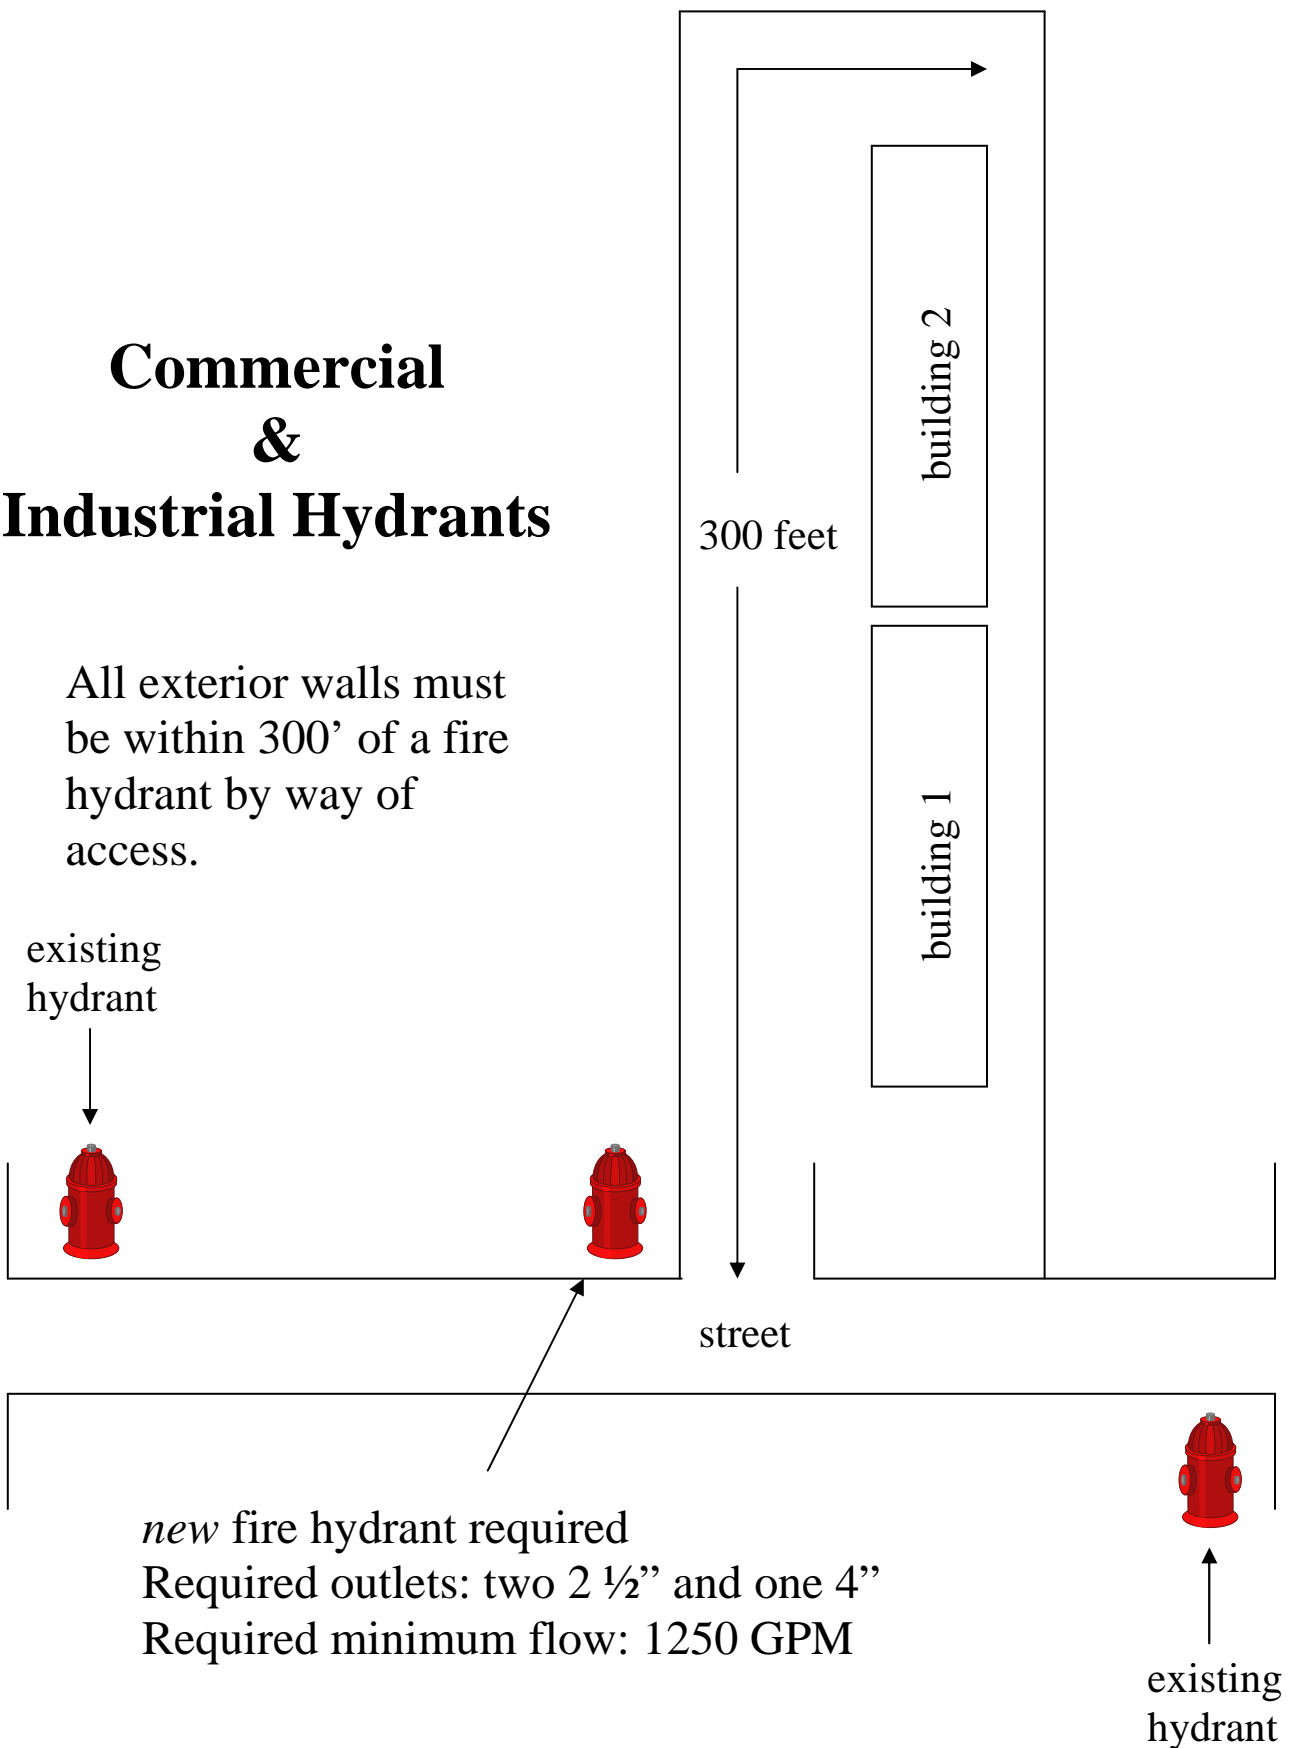 Commercial
&
Industrial Hydrants
building 2
300 feet
All exterior walls must
be within 300’ of a fire
hydrant by way of
access.
building 1
existing
hydrant
street
new fire hydrant required
Required outlets: two 2 ½” and one 4”
Required minimum flow: 1250 GPM
existing
hydrant